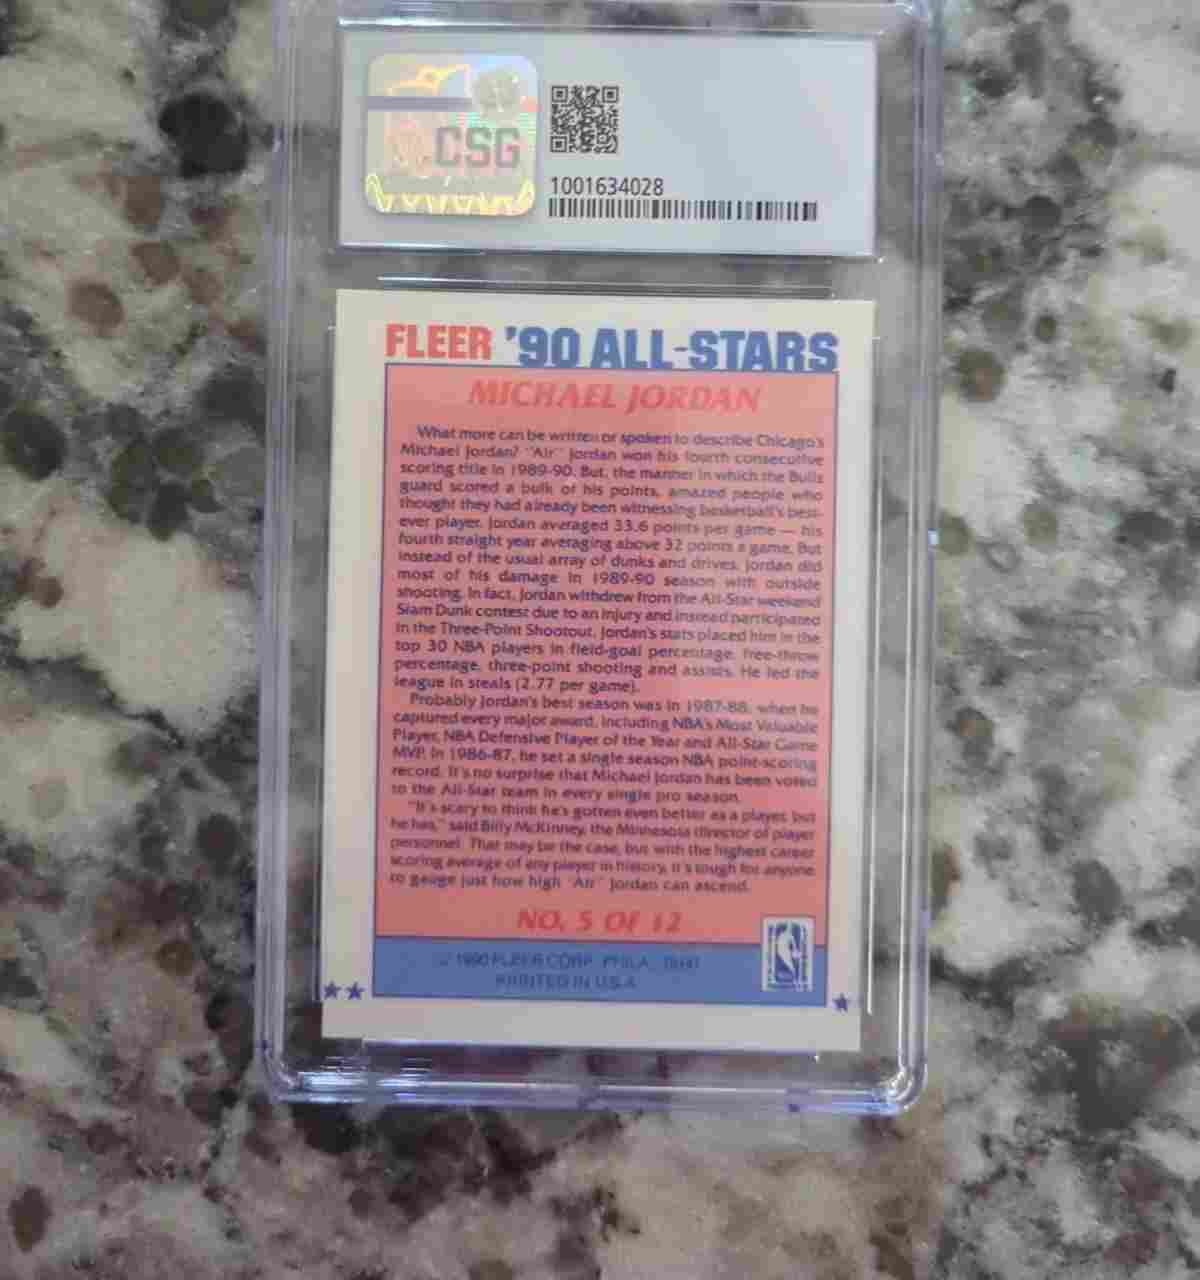 CSG
1001634028
FLEER '90 ALL-STARS
MICHAEL JORDAN
What more can be written or spoken to describe Chicago's
Michael Jordan? "Air" Jordan won his fourth consecutive
scoring title in 1989-90. But, the manner in which the Bulls
guard scored a bulk of his points, amazed people who
thought they had already been witnessing basketball's best-
ever player. Jordan averaged 33.6 points per game — his
fourth straight year averaging above 32 points a game. But
instead of the usual array of dunks and drives, Jordan did
most of his damage in 1989-90 season with outside
shooting. In fact, Jordan withdrew from the All-Star weekend
Slam Dunk contest due to an injury and instead participated
in the Three-Point Shootout. Jordan's stats placed him in the
top 30 NBA players in field-goal percentage, free-throw
percentage, three-point shooting and assists. He led the
league in steals (2.77 per game).
Probably Jordan's best season was in 1987-88, when he
captured every major award, including NBA's Most Valuable
Player, NBA Defensive Player of the Year and All-Star Game
MVP. In 1986-87, he set a single season NBA point-scoring
record. It's no surprise that Michael Jordan has been voted
to the All-Star team in every single pro season.
"It's scary to think he's gotten even better as a player, but
he has," said Billy McKinney, the Minnesota director of player
personnel. That may be the case, but with the highest career
scoring average of any player in history, it's tough for anyone
to gauge just how high "Air" Jordan can ascend.
NO. 5 OF 12
© 1990 FLEER CORP. PHILA.,
PRINTED IN U.S.A.